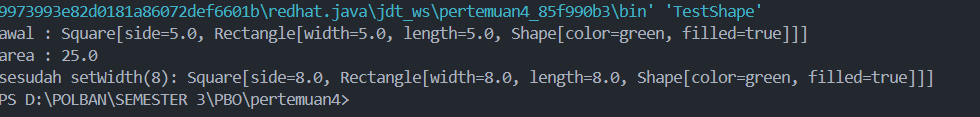 9973993e82d0181a86072def6601b\redhat.java\jdt_ws\pertemuan4_85f990b3\bin' 'TestShape'
awal : Square[side=5.0, Rectangle[width=5.0, length=5.0, Shape[color=green, filled=true]]]
area : 25.0
sesudah setWidth(8): Square[side=8.0, Rectangle[width=8.0, length=8.0, Shape[color=green, filled=true]]]
PS D:\POLBAN\SEMESTER 3\PBO\pertemuan4>